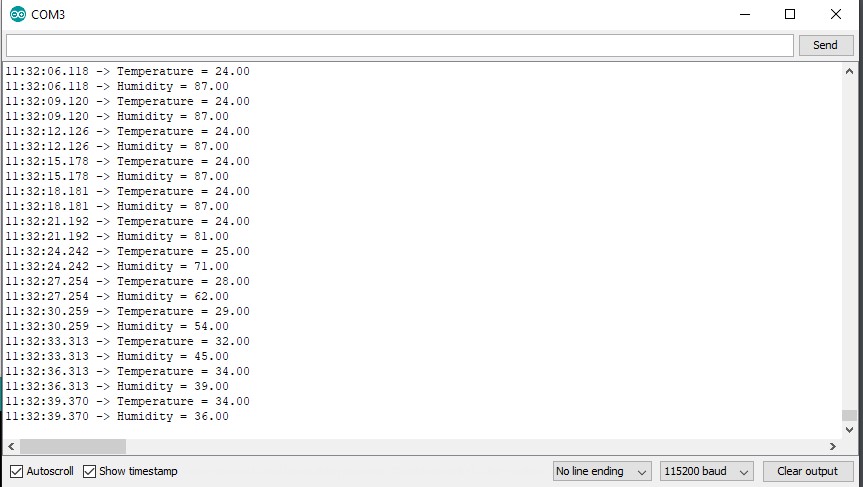 COM3
Send
11:32:06.118 -> Temperature = 24.00
11:32:06.118 -> Humidity = 87.00
11:32:09.120 -> Temperature = 24.00
11:32:09.120 -> Humidity = 87.00
11:32:12.126 -> Temperature = 24.00
11:32:12.126 -> Humidity = 87.00
11:32:15.178 -> Temperature = 24.00
11:32:15.178 -> Humidity = 87.00
11:32:18.181 -> Temperature = 24.00
11:32:18.181 -> Humidity = 87.00
11:32:21.192 -> Temperature = 24.00
11:32:21.192 -> Humidity = 81.00
11:32:24.242 -> Temperature = 25.00
11:32:24.242 -> Humidity = 71.00
11:32:27.254 -> Temperature = 28.00
11:32:27.254 -> Humidity = 62.00
11:32:30.259 -> Temperature = 29.00
11:32:30.259 -> Humidity = 54.00
11:32:33.313 -> Temperature = 32.00
11:32:33.313 -> Humidity = 45.00
11:32:36.313 -> Temperature = 34.00
11:32:36.313 -> Humidity = 39.00
11:32:39.370 -> Temperature = 34.00
11:32:39.370 -> Humidity = 36.00
Autoscroll Show timestamp No line ending 115200 baud Clear output